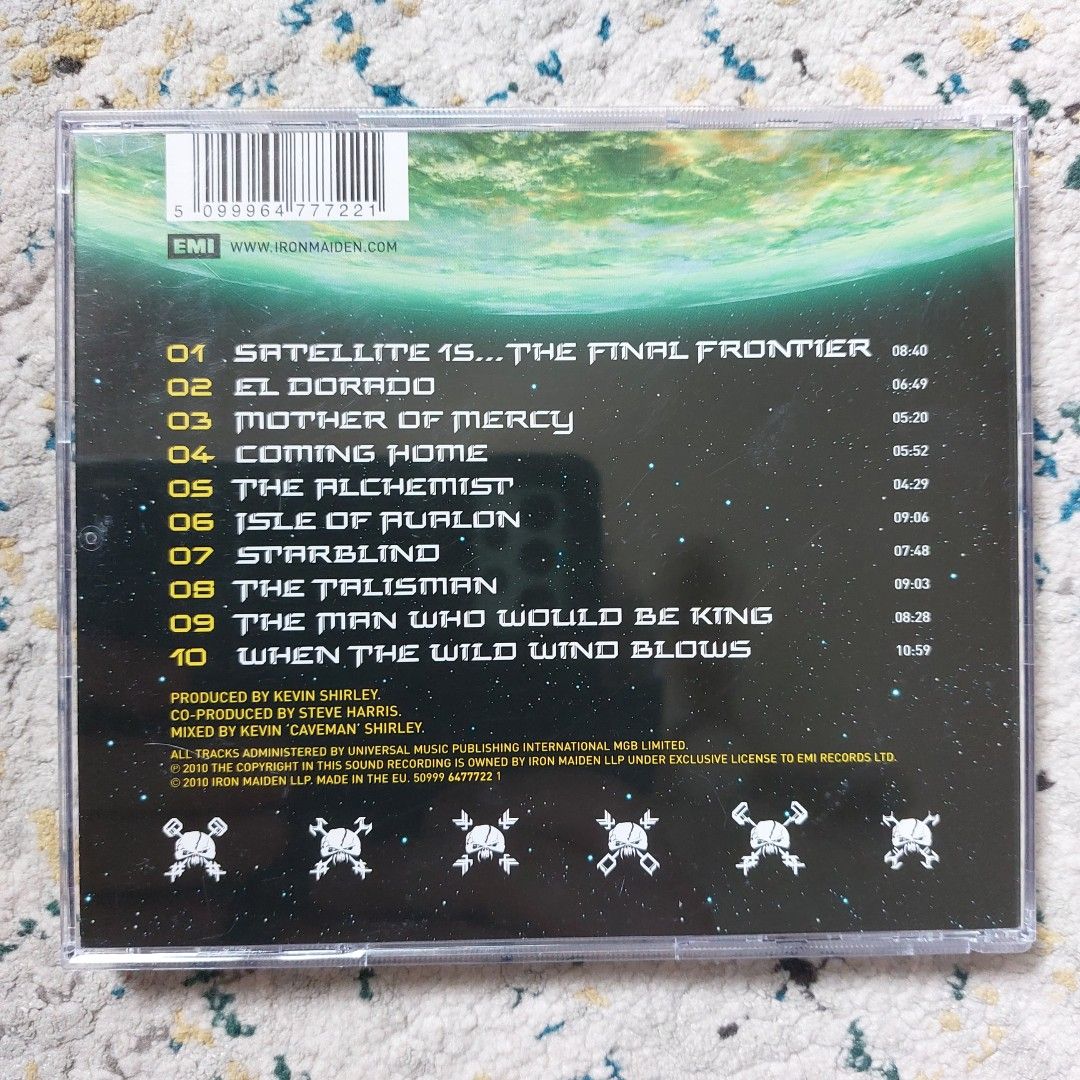 5 099964 777221
EMI WWW.IRONMAIDEN.COM
01 SATELLITE 15...THE FINAL FRONTIER 08:40
02 EL DORADO 06:49
03 MOTHER OF MERCY 05:20
04 COMING HOME 05:52
05 THE ALCHEMIST 04:29
06 ISLE OF AVALON 09:06
07 STARBLIND 07:48
08 THE TALISMAN 09:03
09 THE MAN WHO WOULD BE KING 08:28
10 WHEN THE WILD WIND BLOWS 10:59
PRODUCED BY KEVIN SHIRLEY.
CO-PRODUCED BY STEVE HARRIS.
MIXED BY KEVIN 'CAVEMAN' SHIRLEY.
ALL TRACKS ADMINISTERED BY UNIVERSAL MUSIC PUBLISHING INTERNATIONAL MGB LIMITED.
℗ 2010 THE COPYRIGHT IN THIS SOUND RECORDING IS OWNED BY IRON MAIDEN LLP UNDER EXCLUSIVE LICENSE TO EMI RECORDS LTD.
© 2010 IRON MAIDEN LLP. MADE IN THE EU. 50999 6477722 1